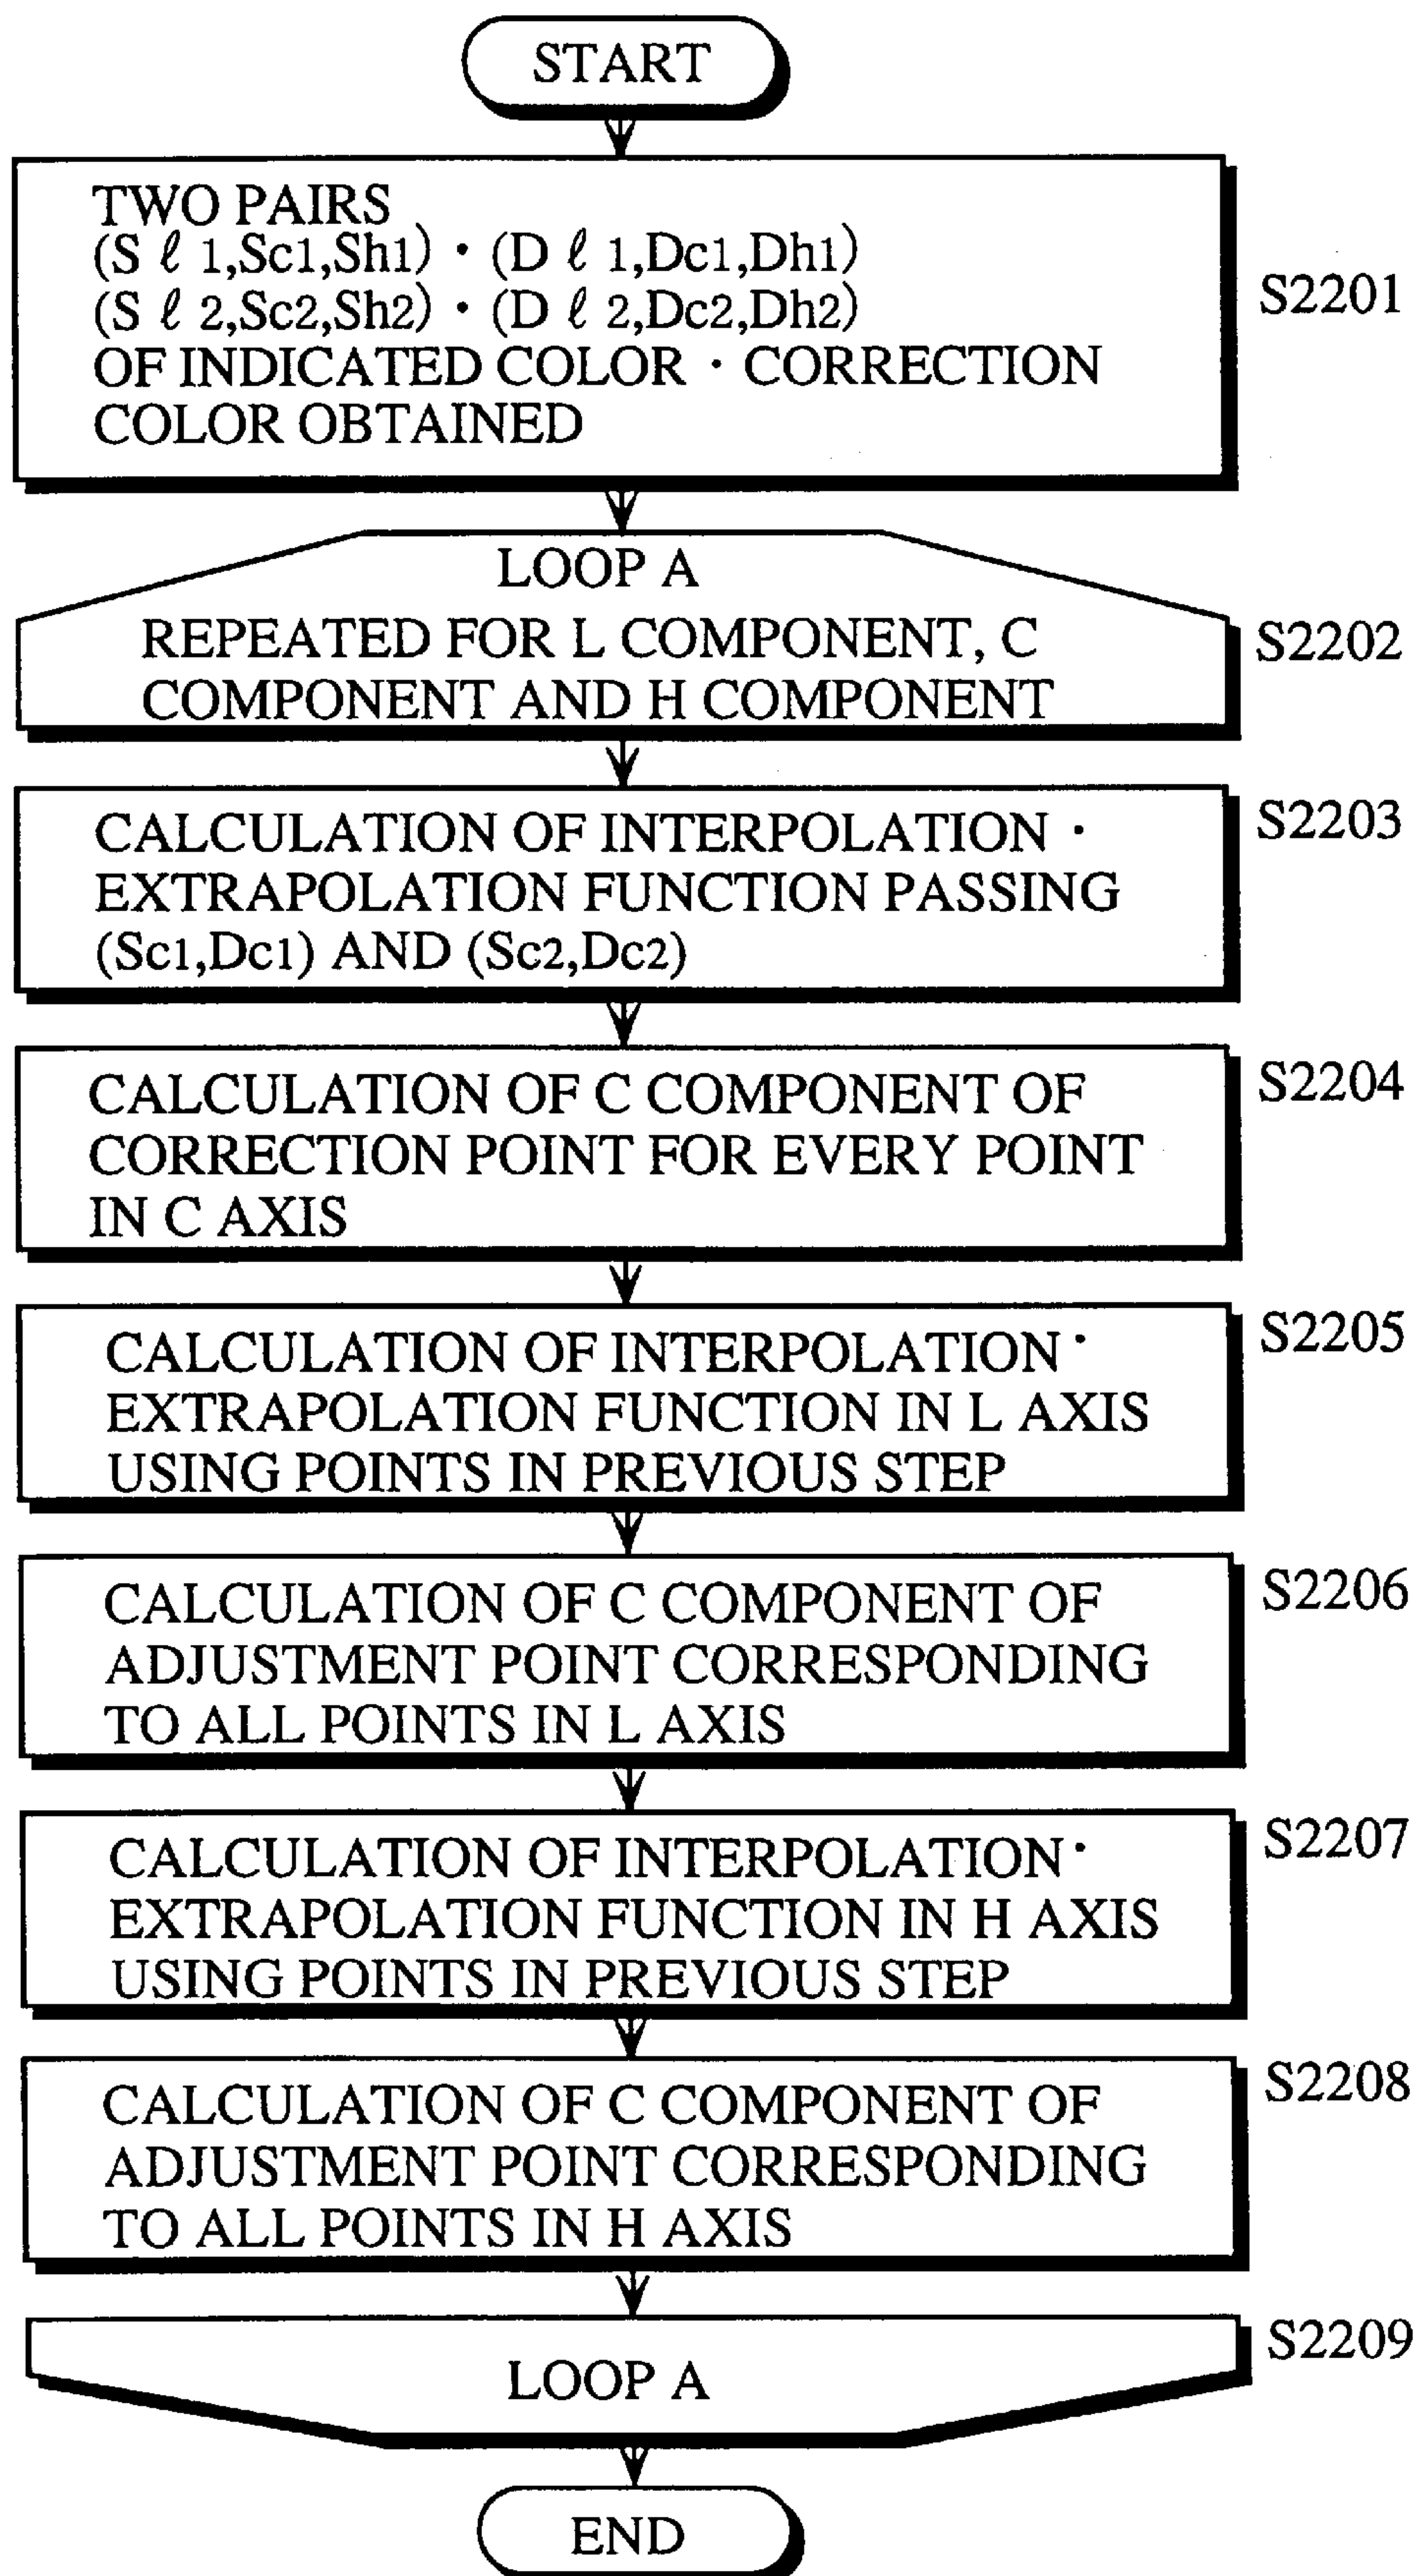 START
TWO PAIRS
(S ℓ 1,Sc1,Sh1)・(D ℓ 1,Dc1,Dh1)
(S ℓ 2,Sc2,Sh2)・(D ℓ 2,Dc2,Dh2)
OF INDICATED COLOR・CORRECTION
COLOR OBTAINED
S2201
LOOP A
REPEATED FOR L COMPONENT, C
COMPONENT AND H COMPONENT
S2202
CALCULATION OF INTERPOLATION・
EXTRAPOLATION FUNCTION PASSING
(Sc1,Dc1) AND (Sc2,Dc2)
S2203
CALCULATION OF C COMPONENT OF
CORRECTION POINT FOR EVERY POINT
IN C AXIS
S2204
CALCULATION OF INTERPOLATION・
EXTRAPOLATION FUNCTION IN L AXIS
USING POINTS IN PREVIOUS STEP
S2205
CALCULATION OF C COMPONENT OF
ADJUSTMENT POINT CORRESPONDING
TO ALL POINTS IN L AXIS
S2206
CALCULATION OF INTERPOLATION・
EXTRAPOLATION FUNCTION IN H AXIS
USING POINTS IN PREVIOUS STEP
S2207
CALCULATION OF C COMPONENT OF
ADJUSTMENT POINT CORRESPONDING
TO ALL POINTS IN H AXIS
S2208
LOOP A
S2209
END